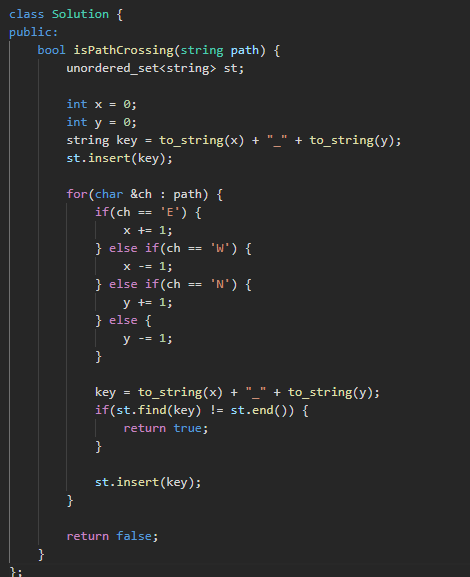 class Solution {
public:
    bool isPathCrossing(string path) {
        unordered_set<string> st;

        int x = 0;
        int y = 0;
        string key = to_string(x) + "_" + to_string(y);
        st.insert(key);

        for(char &ch : path) {
            if(ch == 'E') {
                x += 1;
            } else if(ch == 'W') {
                x -= 1;
            } else if(ch == 'N') {
                y += 1;
            } else {
                y -= 1;
            }

            key = to_string(x) + "_" + to_string(y);
            if(st.find(key) != st.end()) {
                return true;
            }

            st.insert(key);
        }

        return false;
    }
};